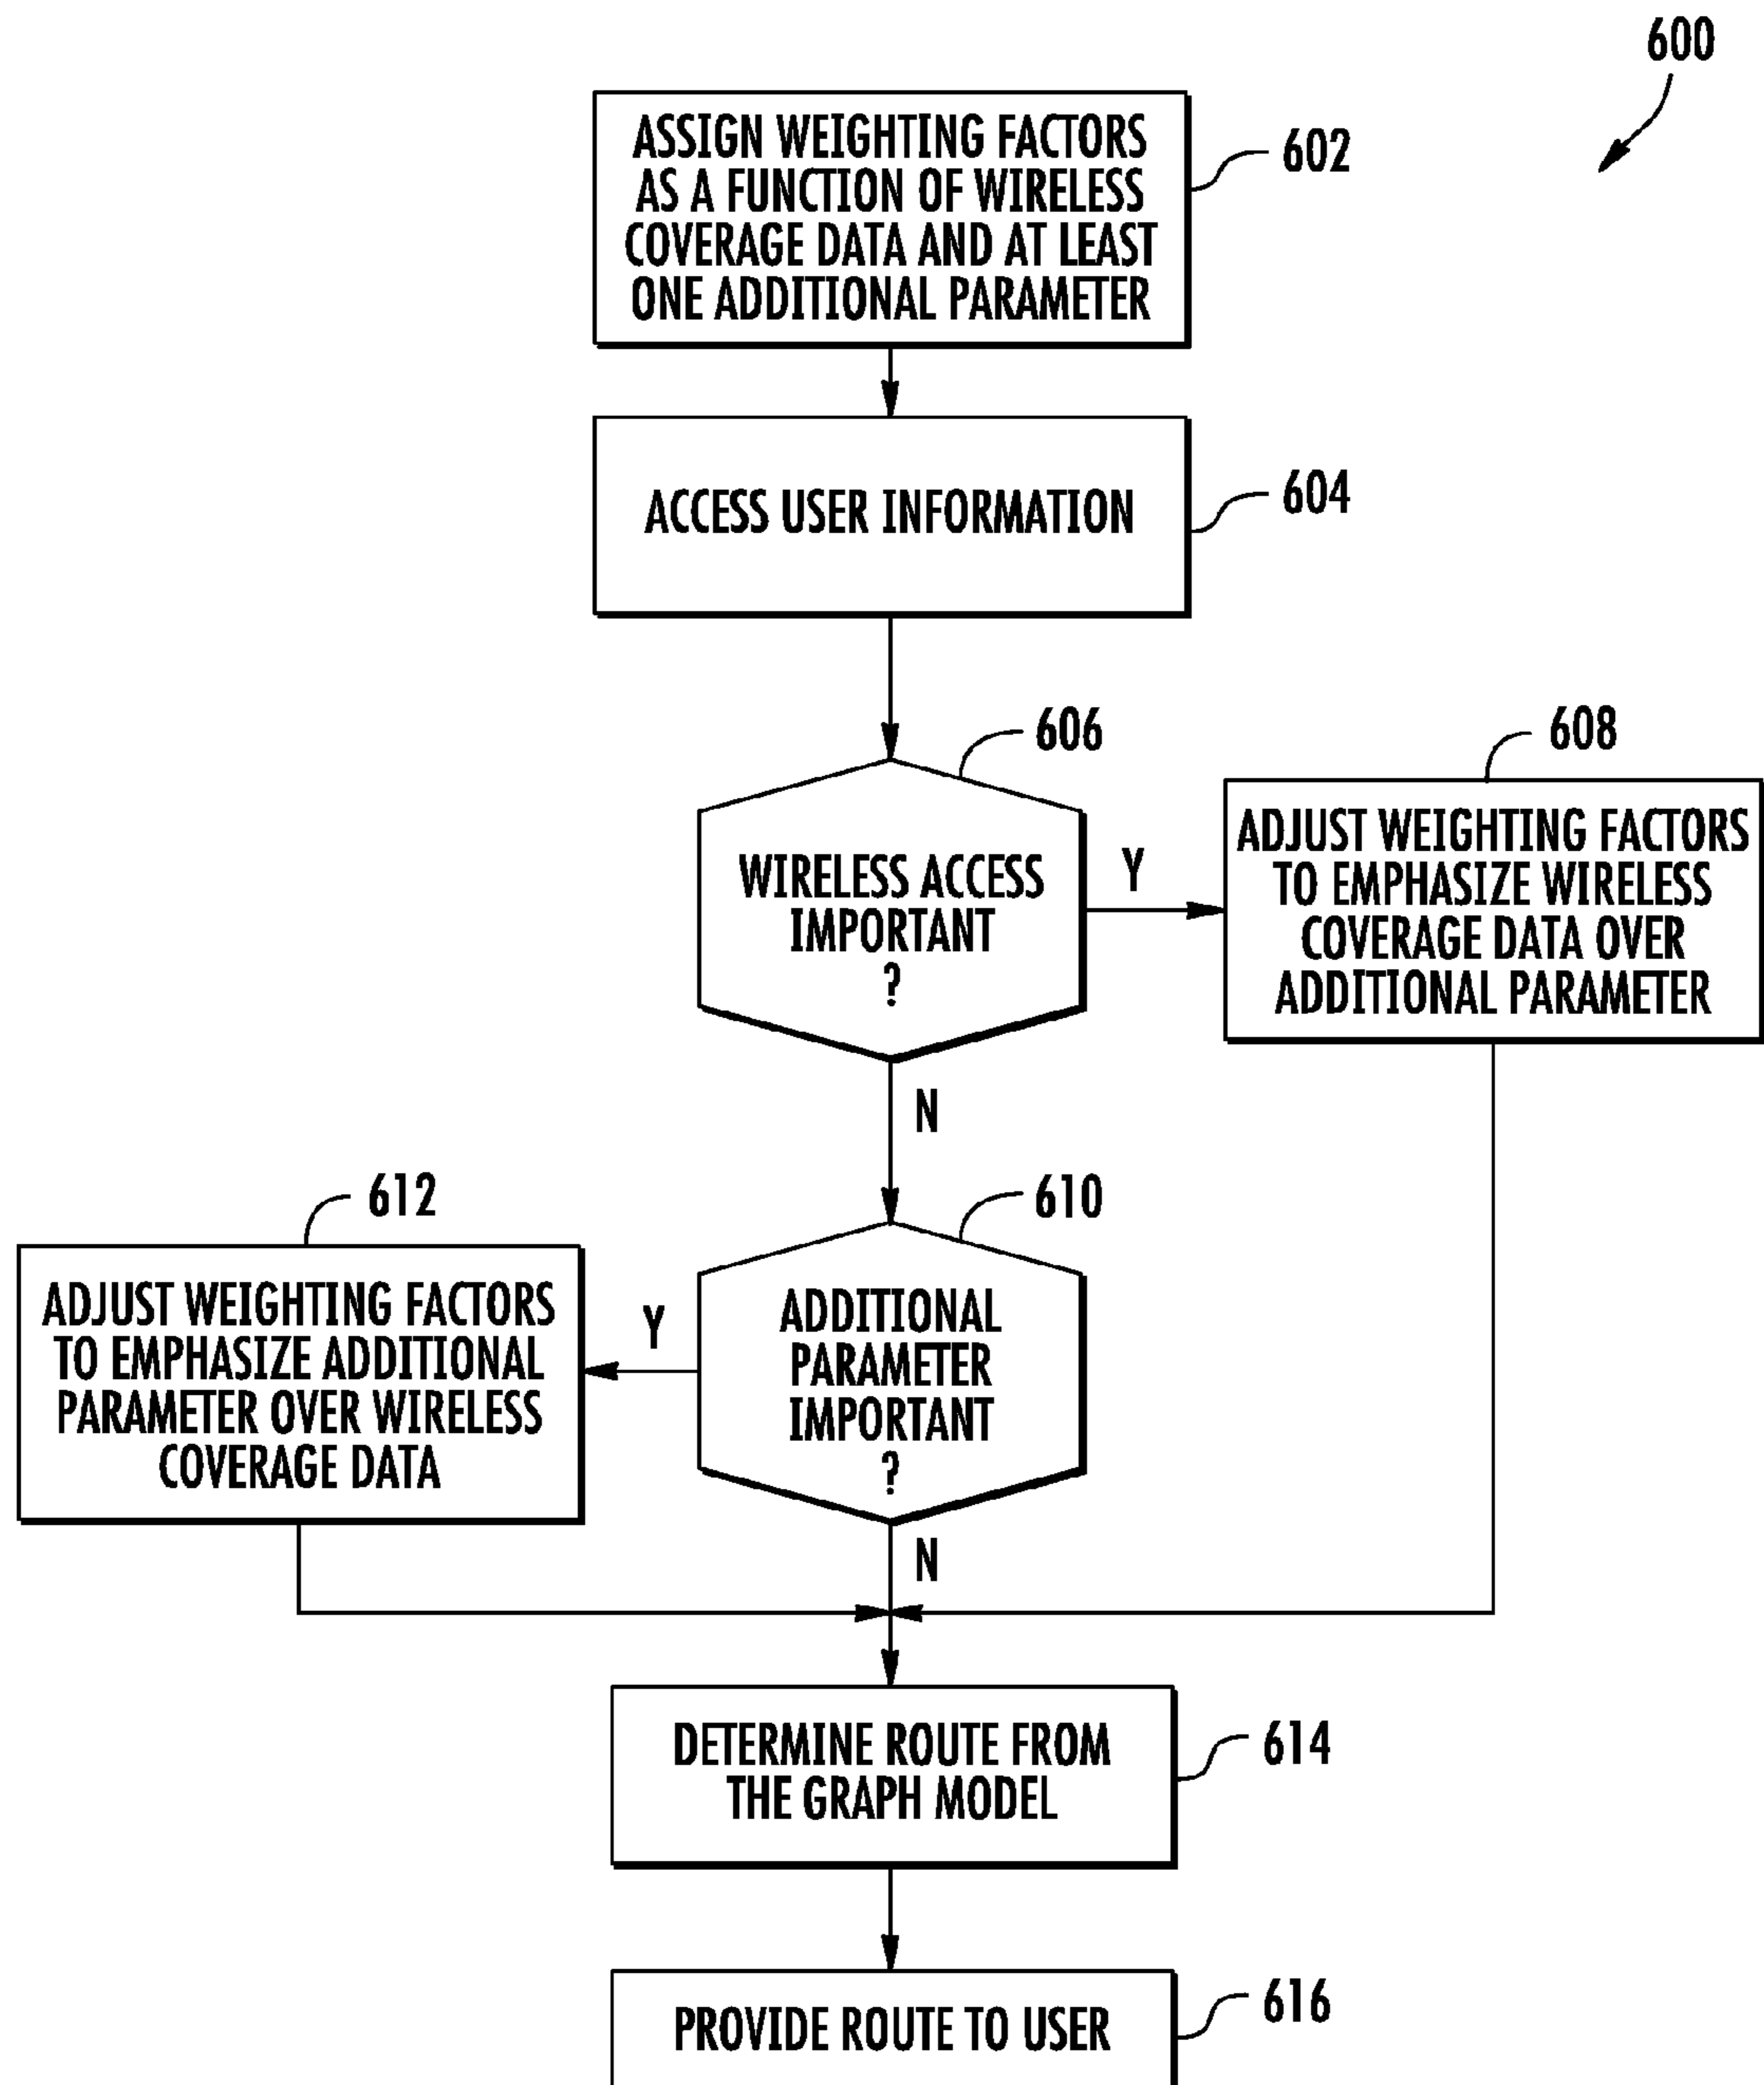 600
ASSIGN WEIGHTING FACTORS
AS A FUNCTION OF WIRELESS
COVERAGE DATA AND AT LEAST
ONE ADDITIONAL PARAMETER
602
ACCESS USER INFORMATION
604
606
WIRELESS ACCESS
IMPORTANT
?
Y
608
ADJUST WEIGHTING FACTORS
TO EMPHASIZE WIRELESS
COVERAGE DATA OVER
ADDITIONAL PARAMETER
N
610
ADDITIONAL
PARAMETER
IMPORTANT
?
Y
612
ADJUST WEIGHTING FACTORS
TO EMPHASIZE ADDITIONAL
PARAMETER OVER WIRELESS
COVERAGE DATA
N
DETERMINE ROUTE FROM
THE GRAPH MODEL
614
PROVIDE ROUTE TO USER
616